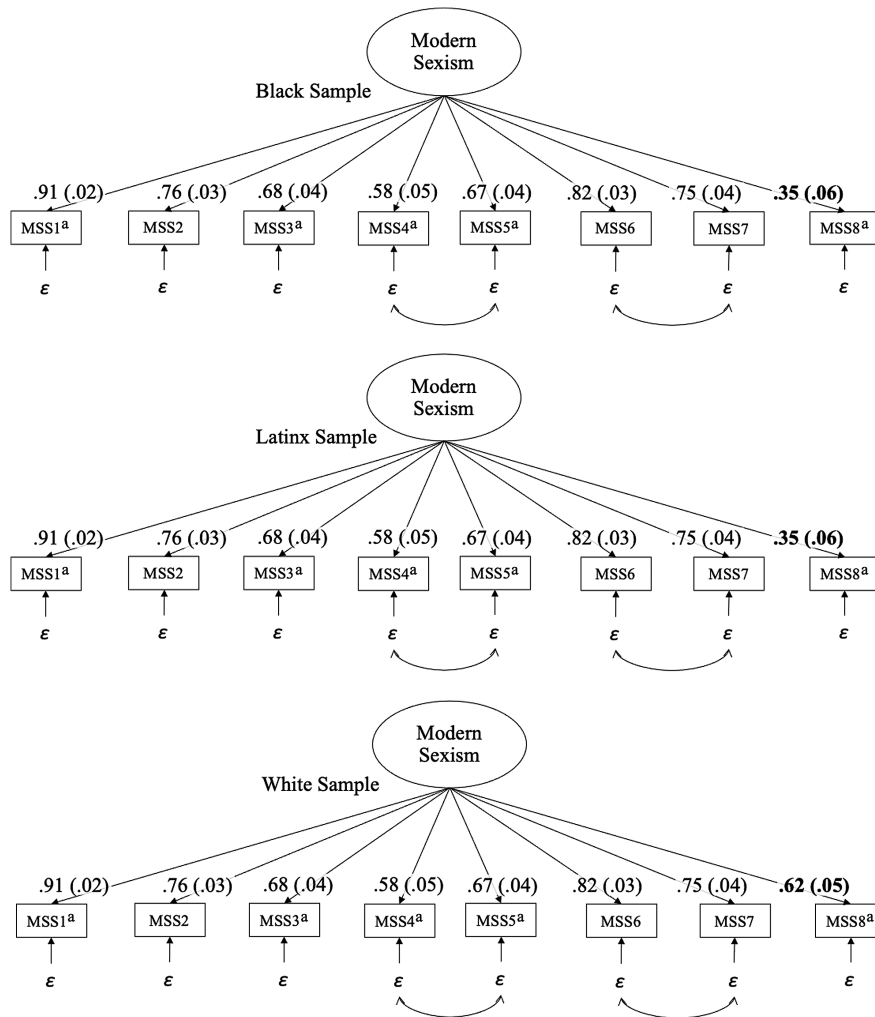 Modern
Sexism
Black Sample
.91 (.02) .76 (.03) .68 (.04) .58 (.05) .67 (.04) .82 (.03) .75 (.04) .35 (.06)
MSS1ª MSS2 MSS3ª MSS4ª MSS5ª MSS6 MSS7 MSS8ª
ε ε ε ε ε ε ε ε
Modern
Sexism
Latinx Sample
.91 (.02) .76 (.03) .68 (.04) .58 (.05) .67 (.04) .82 (.03) .75 (.04) .35 (.06)
MSS1ª MSS2 MSS3ª MSS4ª MSS5ª MSS6 MSS7 MSS8ª
ε ε ε ε ε ε ε ε
Modern
Sexism
White Sample
.91 (.02) .76 (.03) .68 (.04) .58 (.05) .67 (.04) .82 (.03) .75 (.04) .62 (.05)
MSS1ª MSS2 MSS3ª MSS4ª MSS5ª MSS6 MSS7 MSS8ª
ε ε ε ε ε ε ε ε